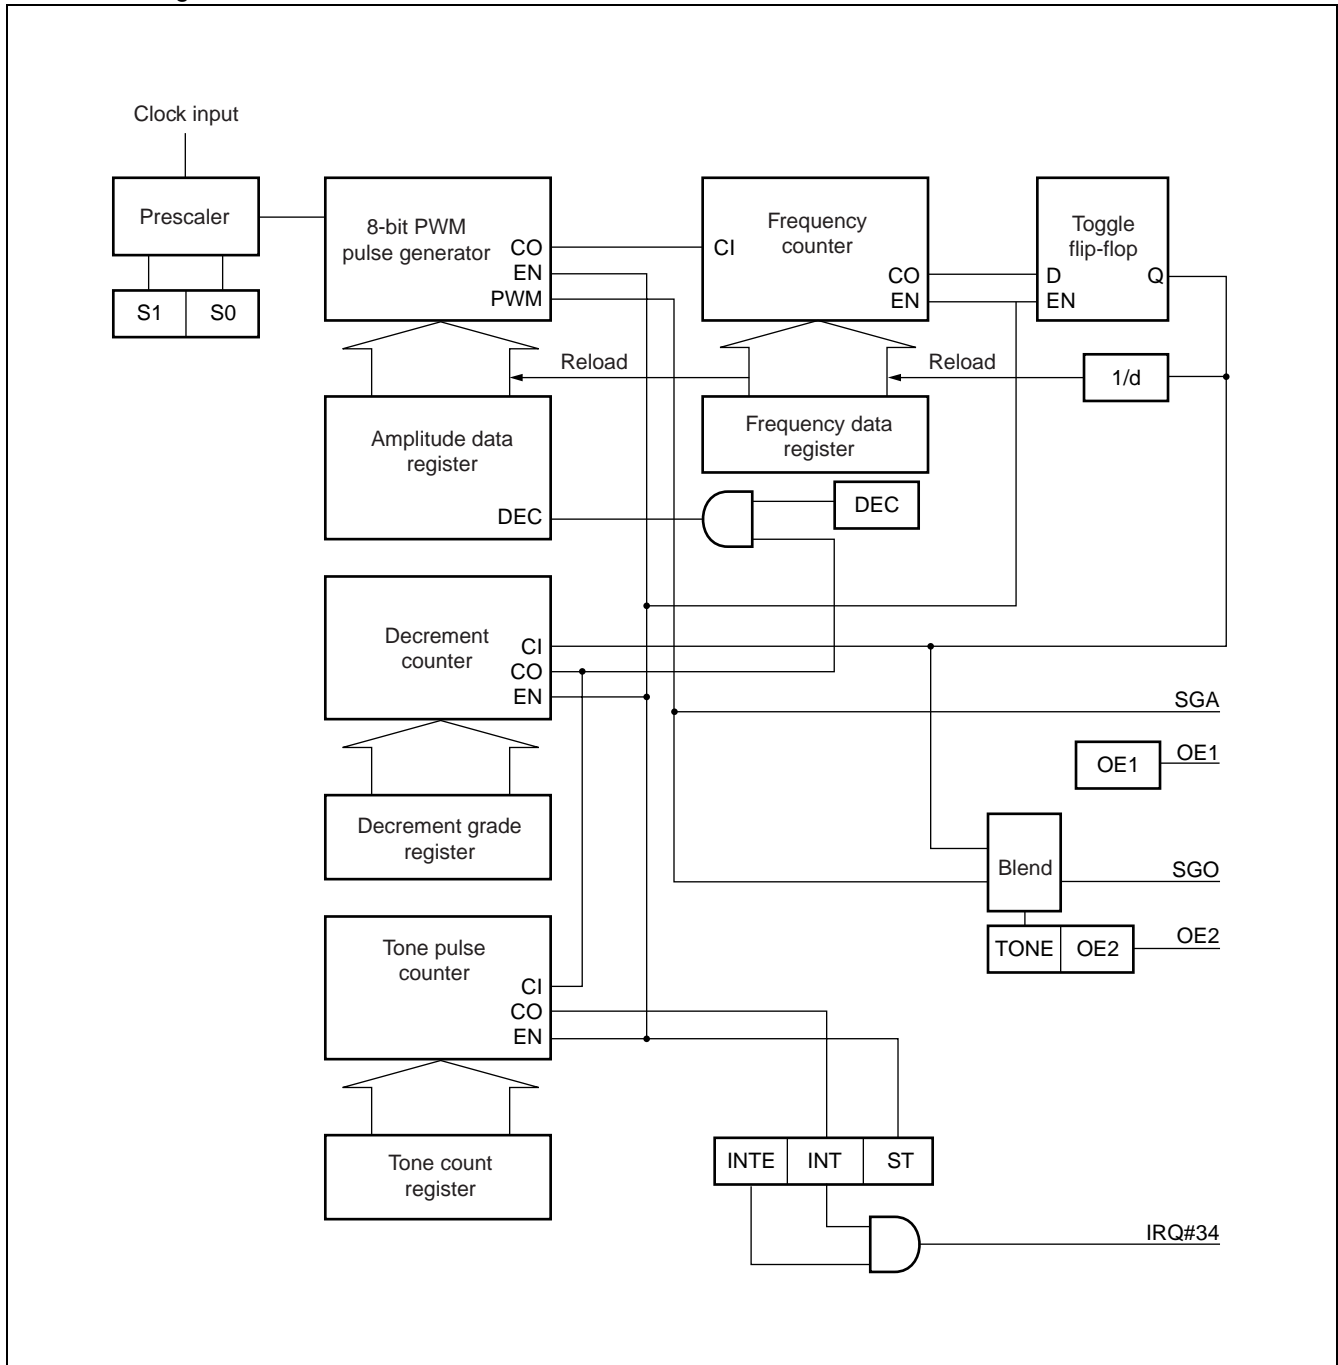 Clock input
Prescaler
S1
S0
8-bit PWM
pulse generator
CO
EN
PWM
CI
Frequency
counter
CO
EN
Toggle
flip-flop
D
Q
EN
Reload
Reload
1/d
Amplitude data
register
DEC
Frequency data
register
DEC
Decrement
counter
CI
CO
EN
SGA
OE1
OE1
Decrement grade
register
Blend
SGO
TONE
OE2
OE2
Tone pulse
counter
CI
CO
EN
Tone count
register
INTE
INT
ST
IRQ#34